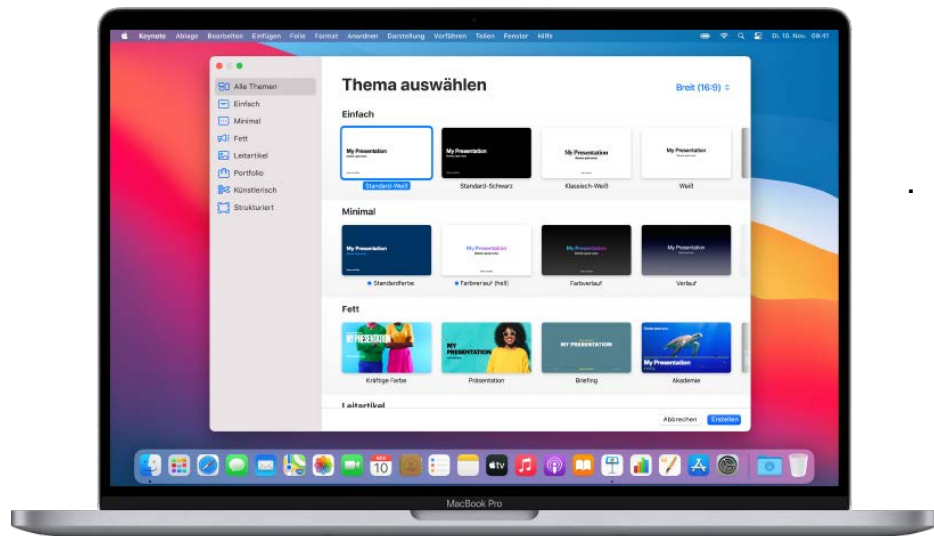 Keynote Ablage Bearbeiten Einfügen Folie Format Anordnen Darstellung Vorführen Teilen Fenster Hilfe Di. 10. Nov. 09:41
Alle Themen
Einfach
Minimal
Fett
Leitartikel
Portfolio
Künstlerisch
Strukturiert
Thema auswählen
Breit (16:9)
Einfach
My Presentation
My Presentation
My Presentation
My Presentation
Standard-Weiß
Standard-Schwarz
Klassisch-Weiß
Weiß
Minimal
My Presentation
My Presentation
My Presentation
My Presentation
Standardfarbe
Farbverlauf (hell)
Farbverlauf
Verlauf
Fett
MY PRESENTATION
MY
PRESENTATION
MY PRESENTATION
My Presentation
Kräftige Farbe
Präsentation
Briefing
Akademie
Leitartikel
Abbrechen
Erstellen
NOV
10
tv
MacBook Pro
.